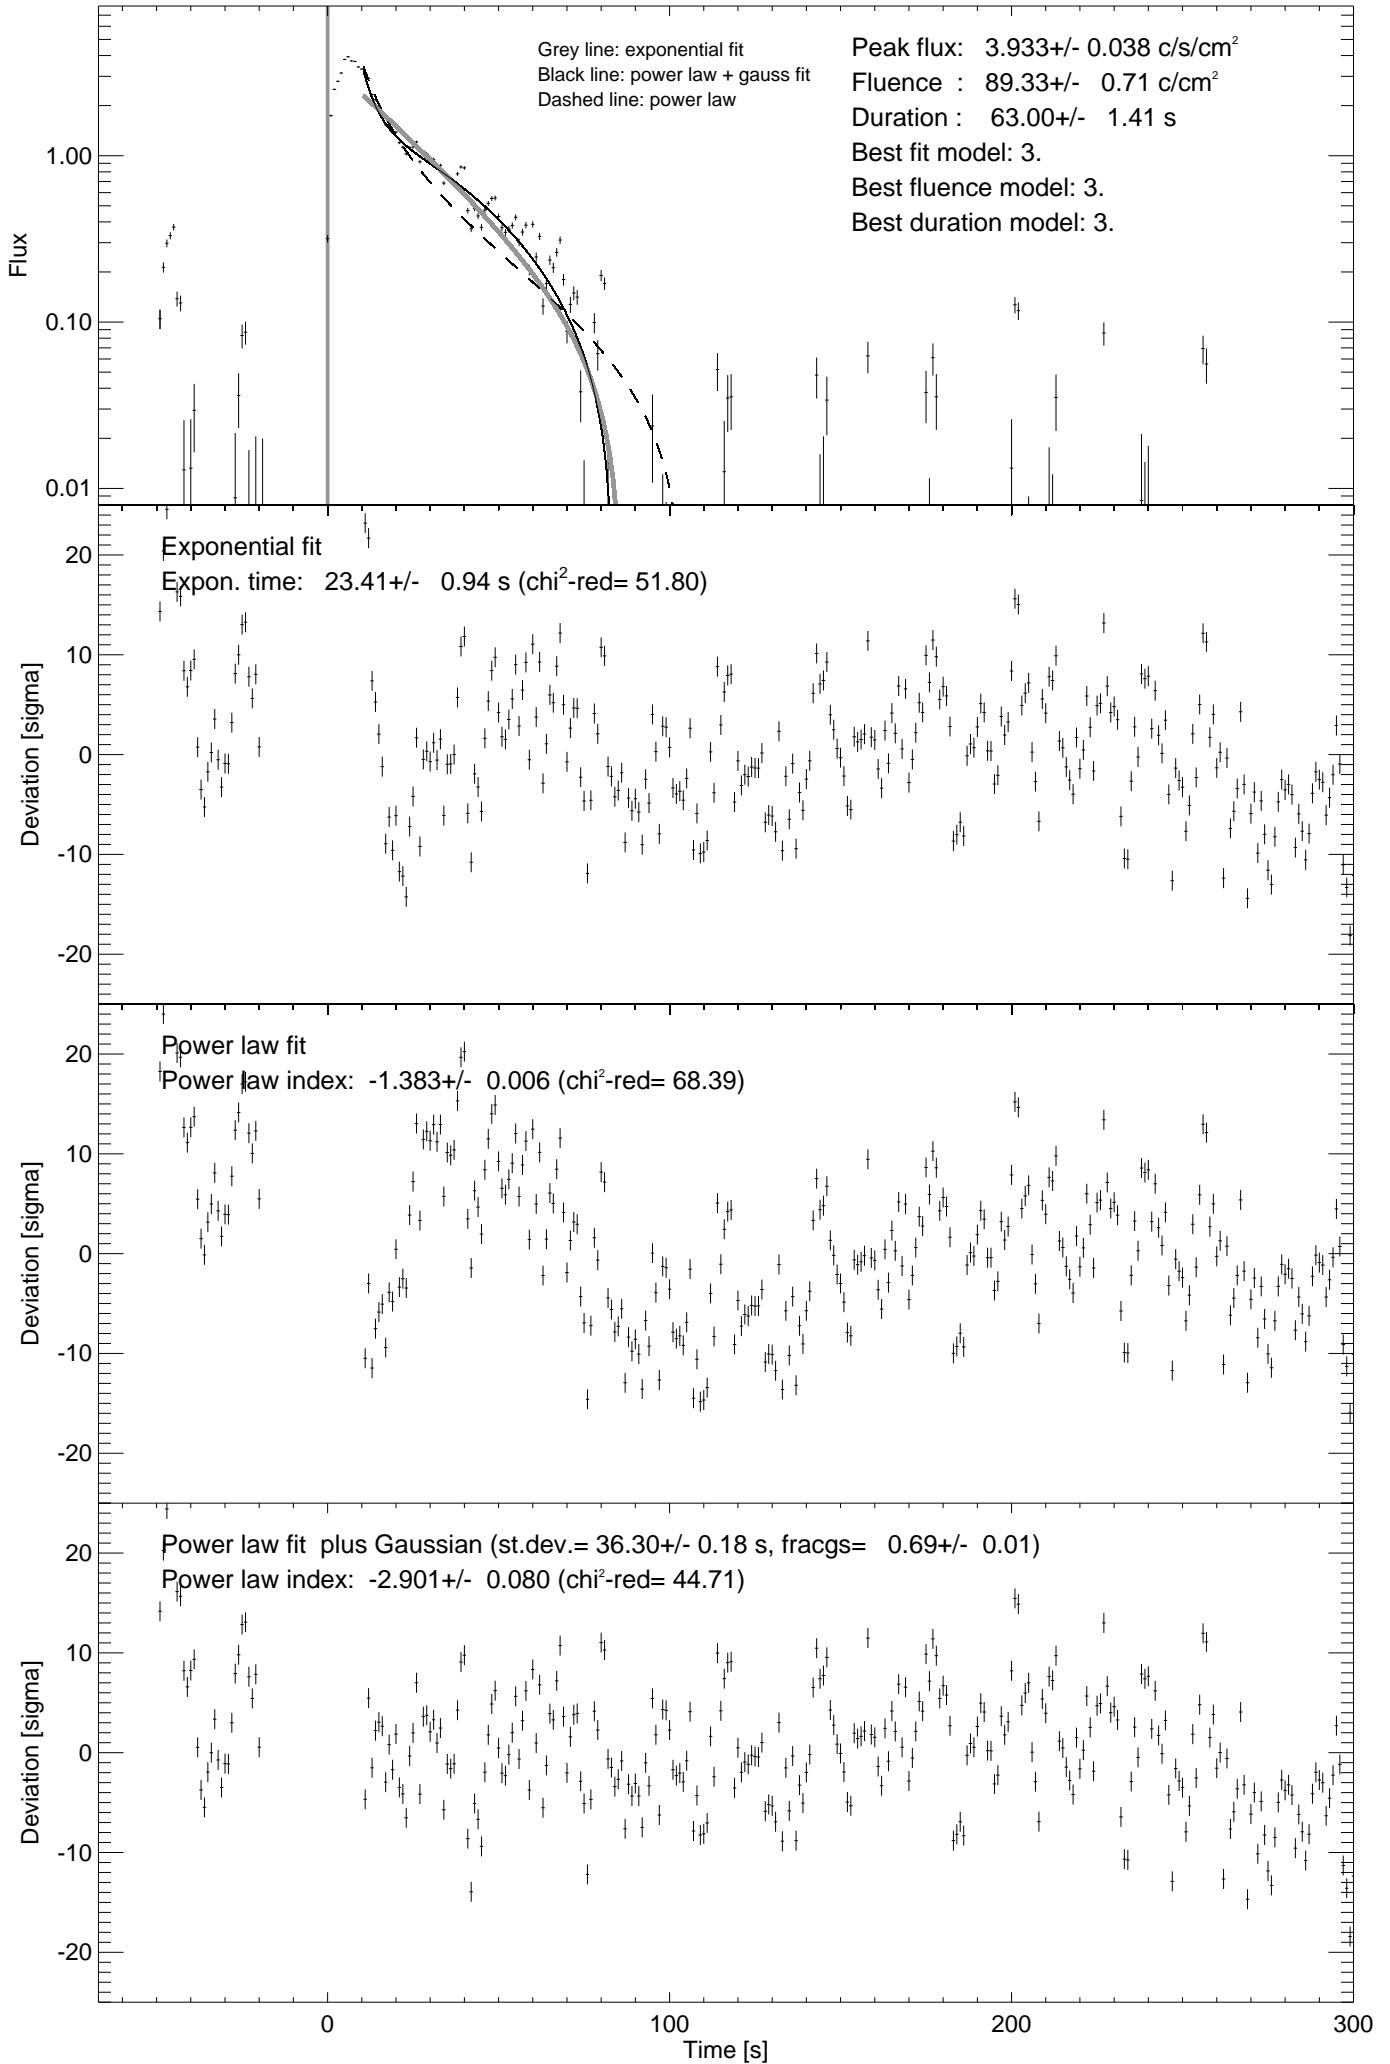 Grey line: exponential fit
Black line: power law + gauss fit
Dashed line: power law
Peak flux: 3.933+/- 0.038 c/s/cm²
Fluence : 89.33+/- 0.71 c/cm²
Duration : 63.00+/- 1.41 s
Best fit model: 3.
Best fluence model: 3.
Best duration model: 3.
1.00
0.10
0.01
Flux
Exponential fit
Expon. time: 23.41+/- 0.94 s (chi²-red= 51.80)
20
10
0
-10
-20
Deviation [sigma]
Power law fit
Power law index: -1.383+/- 0.006 (chi²-red= 68.39)
20
10
0
-10
-20
Deviation [sigma]
Power law fit plus Gaussian (st.dev.= 36.30+/- 0.18 s, fracgs= 0.69+/- 0.01)
Power law index: -2.901+/- 0.080 (chi²-red= 44.71)
20
10
0
-10
-20
Deviation [sigma]
0 100 200 300
Time [s]